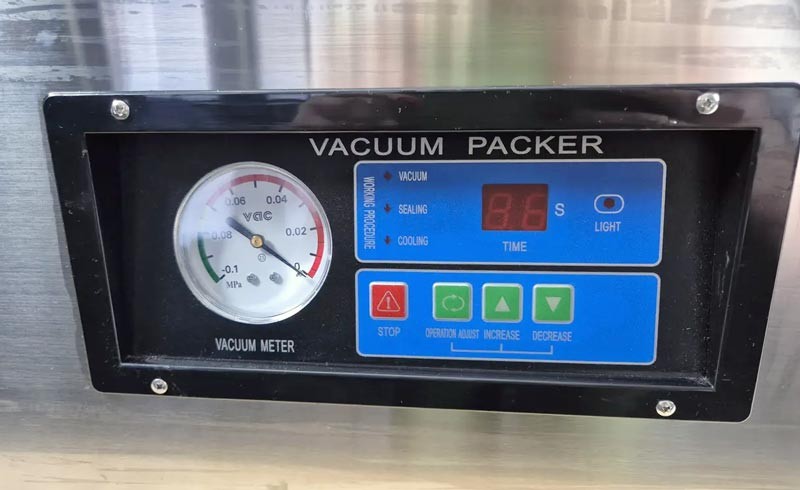 VACUUM PACKER
0.06
0.04
vac
0.08
0.02
-0.1
0
MPa
VACUUM METER
WORKING PROCEDURE
VACUUM
SEALING
COOLING
S
TIME
LIGHT
STOP
OPERATION ADJUST
INCREASE
DECREASE